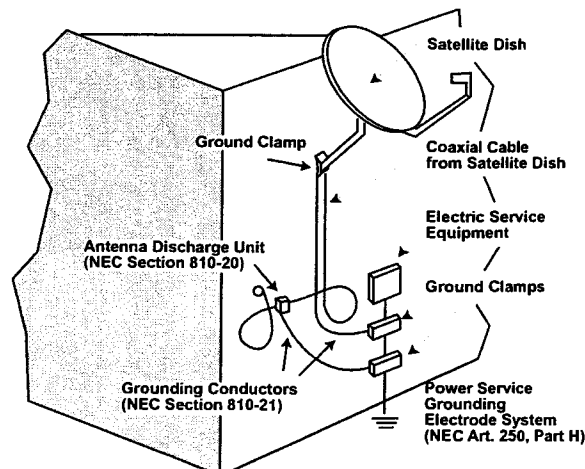 Satellite Dish
Ground Clamp
Coaxial Cable
from Satellite Dish
Electric Service
Equipment
Antenna Discharge Unit
(NEC Section 810-20)
Ground Clamps
Grounding Conductors
(NEC Section 810-21)
Power Service
Grounding
Electrode System
(NEC Art. 250, Part H)